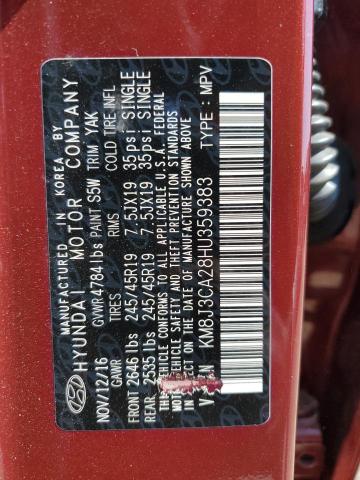 MANUFACTURED IN KOREA BY
HYUNDAI MOTOR COMPANY
NOV/12/16 GVWR 4784 lbs PAINT S8W TRIM YAK
GAWR TIRES RIMS COLD TIRE INFL
FRONT 2646 lbs 245/45R19 7.5JX19 35psi SINGLE
REAR 2535 lbs 245/45R19 7.5JX19 35psi SINGLE
THIS VEHICLE CONFORMS TO ALL APPLICABLE U.S.A. FEDERAL
MOTOR VEHICLE SAFETY AND THEFT PREVENTION STANDARDS
IN EFFECT ON THE DATE OF MANUFACTURE SHOWN ABOVE
V N KM8J3CA28HU359383 TYPE : MPV